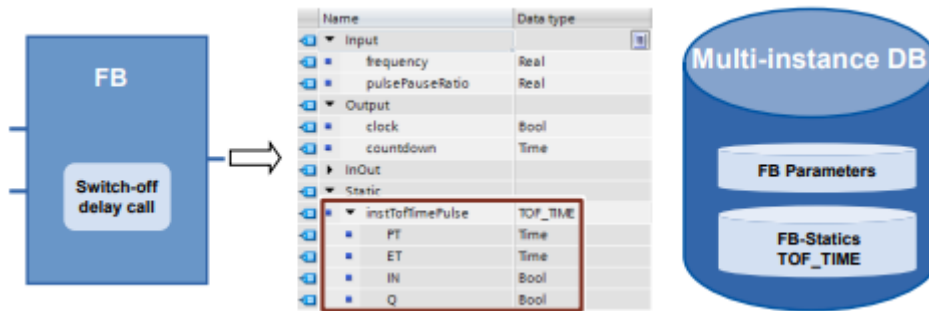 FB
Switch-off
delay call
Name Data type
Input
frequency Real
pulsePauseRatio Real
Output
clock Bool
countdown Time
InOut
Static
instTofTimePulse TOF_TIME
PT Time
ET Time
IN Bool
Q Bool
Multi-instance DB
FB Parameters
FB-Statics
TOF_TIME